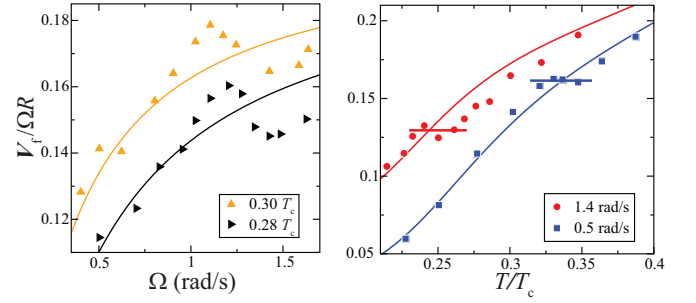 0.18
0.16
0.14
0.12
V_f/ΩR
0.5
1
1.5
Ω (rad/s)
0.30 T_c
0.28 T_c
0.2
0.15
0.1
0.05
0.25
0.3
0.35
0.4
T/T_c
1.4 rad/s
0.5 rad/s